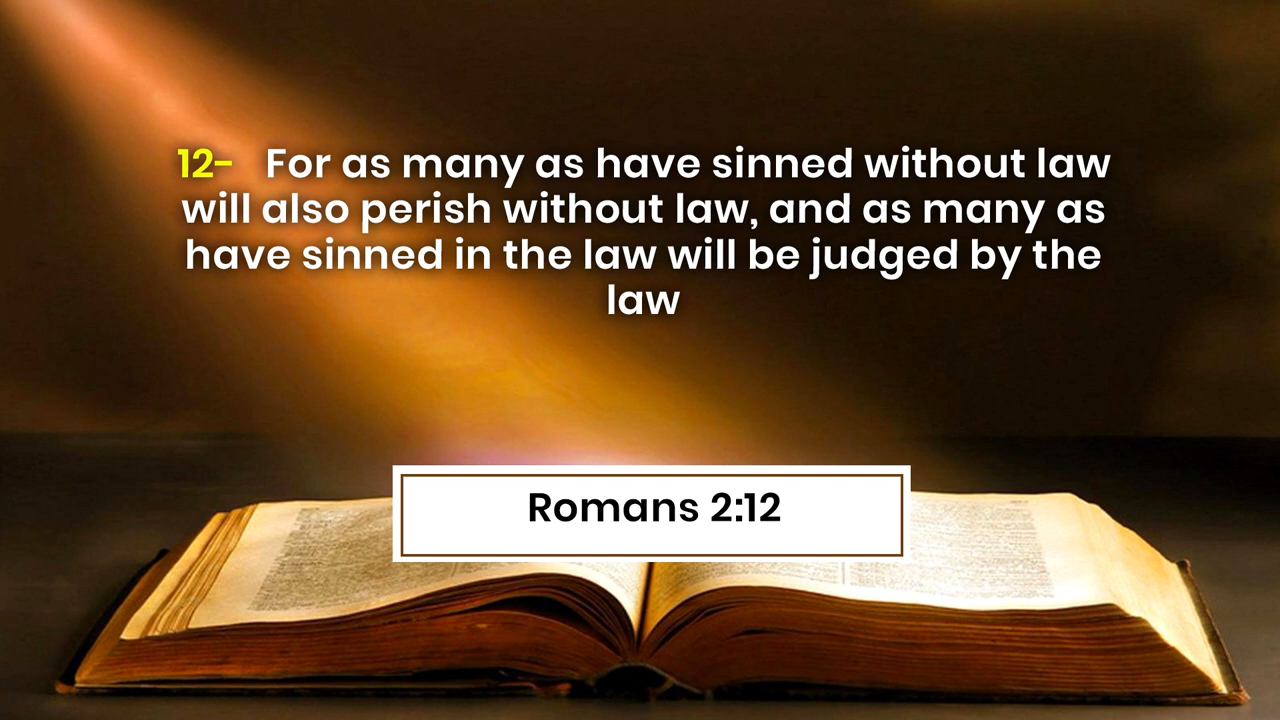 12- For as many as have sinned without law
will also perish without law, and as many as
have sinned in the law will be judged by the
law
Romans 2:12